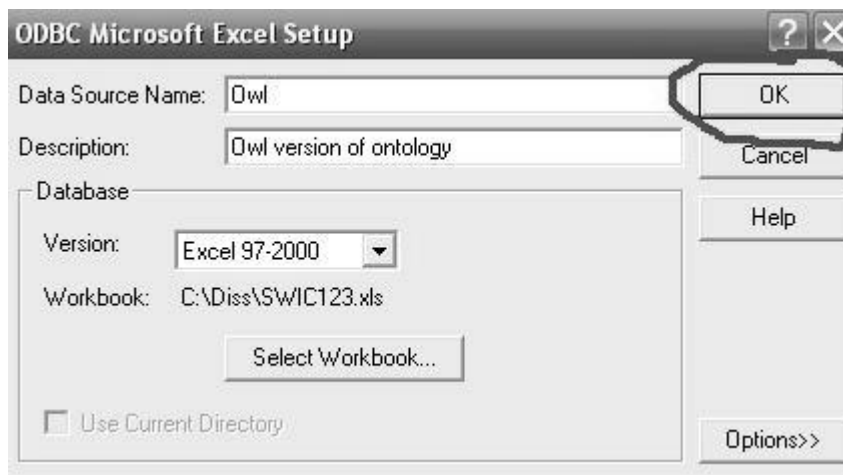 ODBC Microsoft Excel Setup
Data Source Name: Owl
OK
Description: Owl version of ontology
Cancel
Database
Help
Version: Excel 97-2000
Workbook: C:\Diss\SWIC123.xls
Select Workbook...
Use Current Directory
Options>>